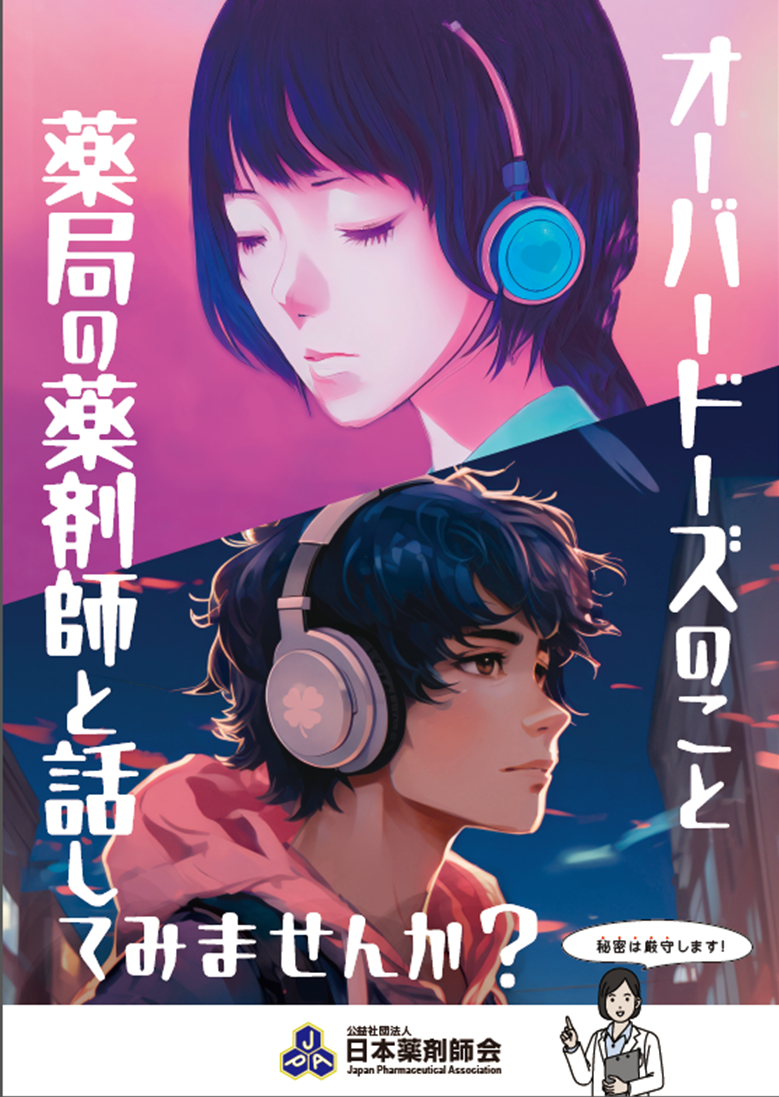 オーバードーズのこと
薬局の薬剤師と話し
てみませんか?
秘密は厳守します!
JPA
公益社団法人
日本薬剤師会
Japan Pharmaceutical Association